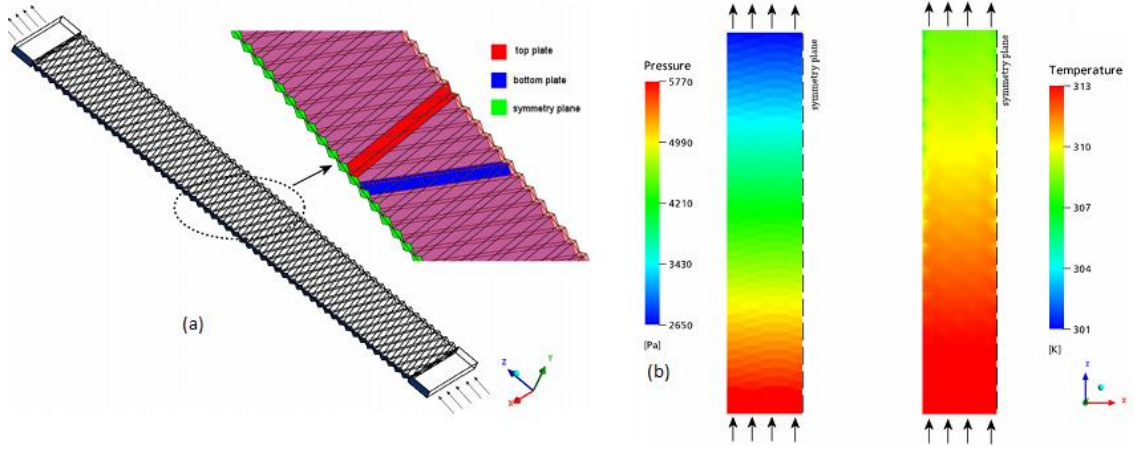 top plate
bottom plate
symmetry plane
(a)
Z
Y
X
Pressure
5770
4990
4210
3430
2650
[Pa]
(b)
symmetry plane
symmetry plane
Temperature
313
310
307
304
301
[K]
Z
Y
X